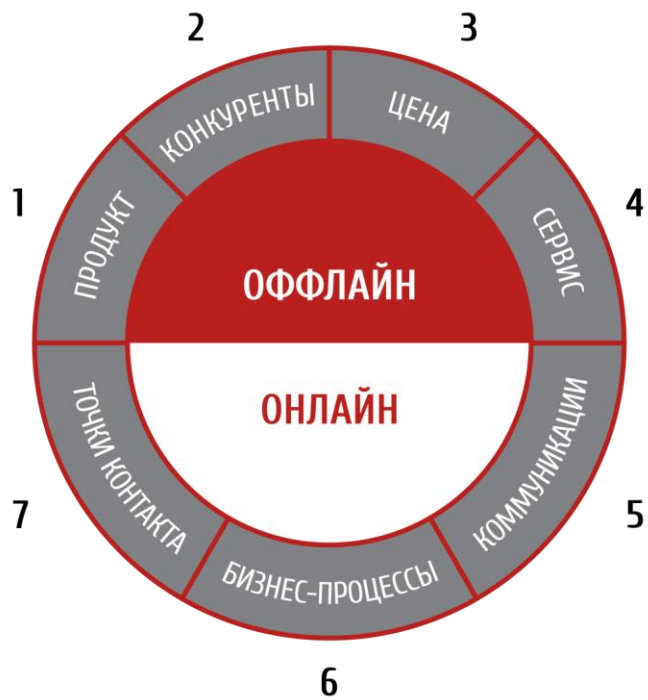 2
3
КОНКУРЕНТЫ
ЦЕНА
1
4
ПРОДУКТ
СЕРВИС
ОФФЛАЙН
ОНЛАЙН
ТОЧКИ КОНТАКТА
КОММУНИКАЦИИ
7
5
БИЗНЕС-ПРОЦЕССЫ
6